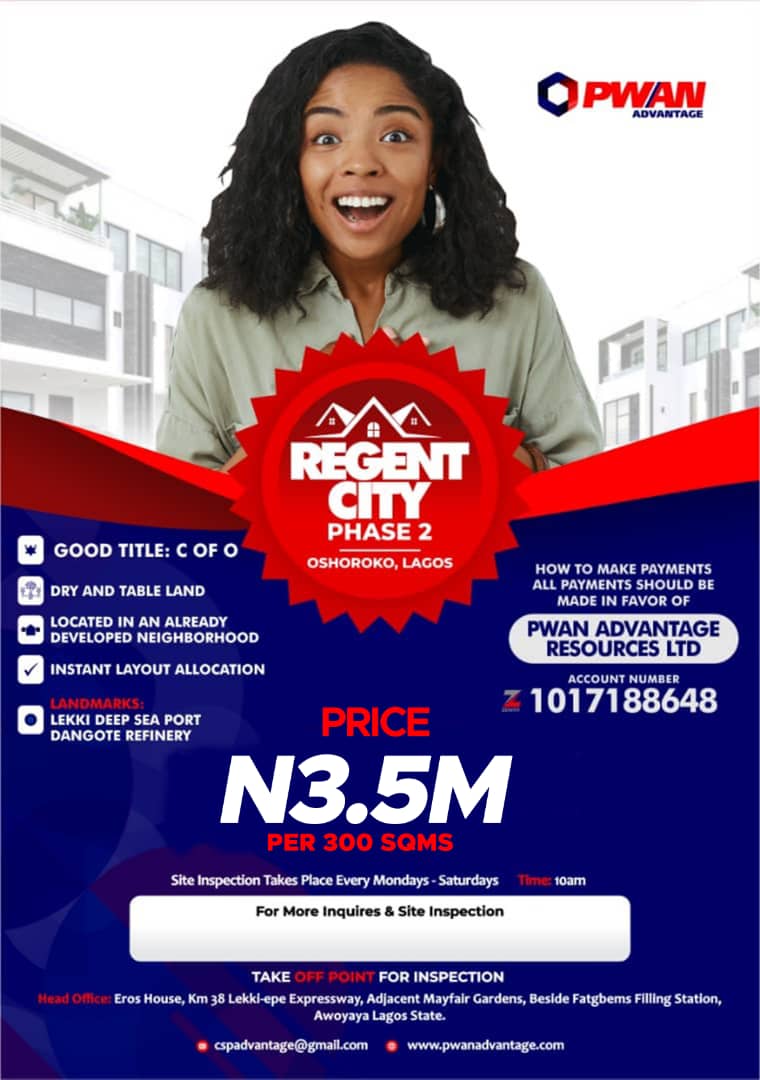 PWAN
ADVANTAGE
REGENT
CITY
PHASE 2
OSHOROKO, LAGOS
GOOD TITLE: C OF O
DRY AND TABLE LAND
LOCATED IN AN ALREADY
DEVELOPED NEIGHBORHOOD
INSTANT LAYOUT ALLOCATION
LANDMARKS:
LEKKI DEEP SEA PORT
DANGOTE REFINERY
HOW TO MAKE PAYMENTS
ALL PAYMENTS SHOULD BE
MADE IN FAVOR OF
PWAN ADVANTAGE
RESOURCES LTD
ACCOUNT NUMBER
ZENITH
1017188648
PRICE
N3.5M
PER 300 SQMS
Site Inspection Takes Place Every Mondays - Saturdays Time: 10am
For More Inquires & Site Inspection
TAKE OFF POINT FOR INSPECTION
Head Office: Eros House, Km 38 Lekki-epe Expressway, Adjacent Mayfair Gardens, Beside Fatgbems Filling Station,
Awoyaya Lagos State.
cspadvantage@gmail.com www.pwanadvantage.com